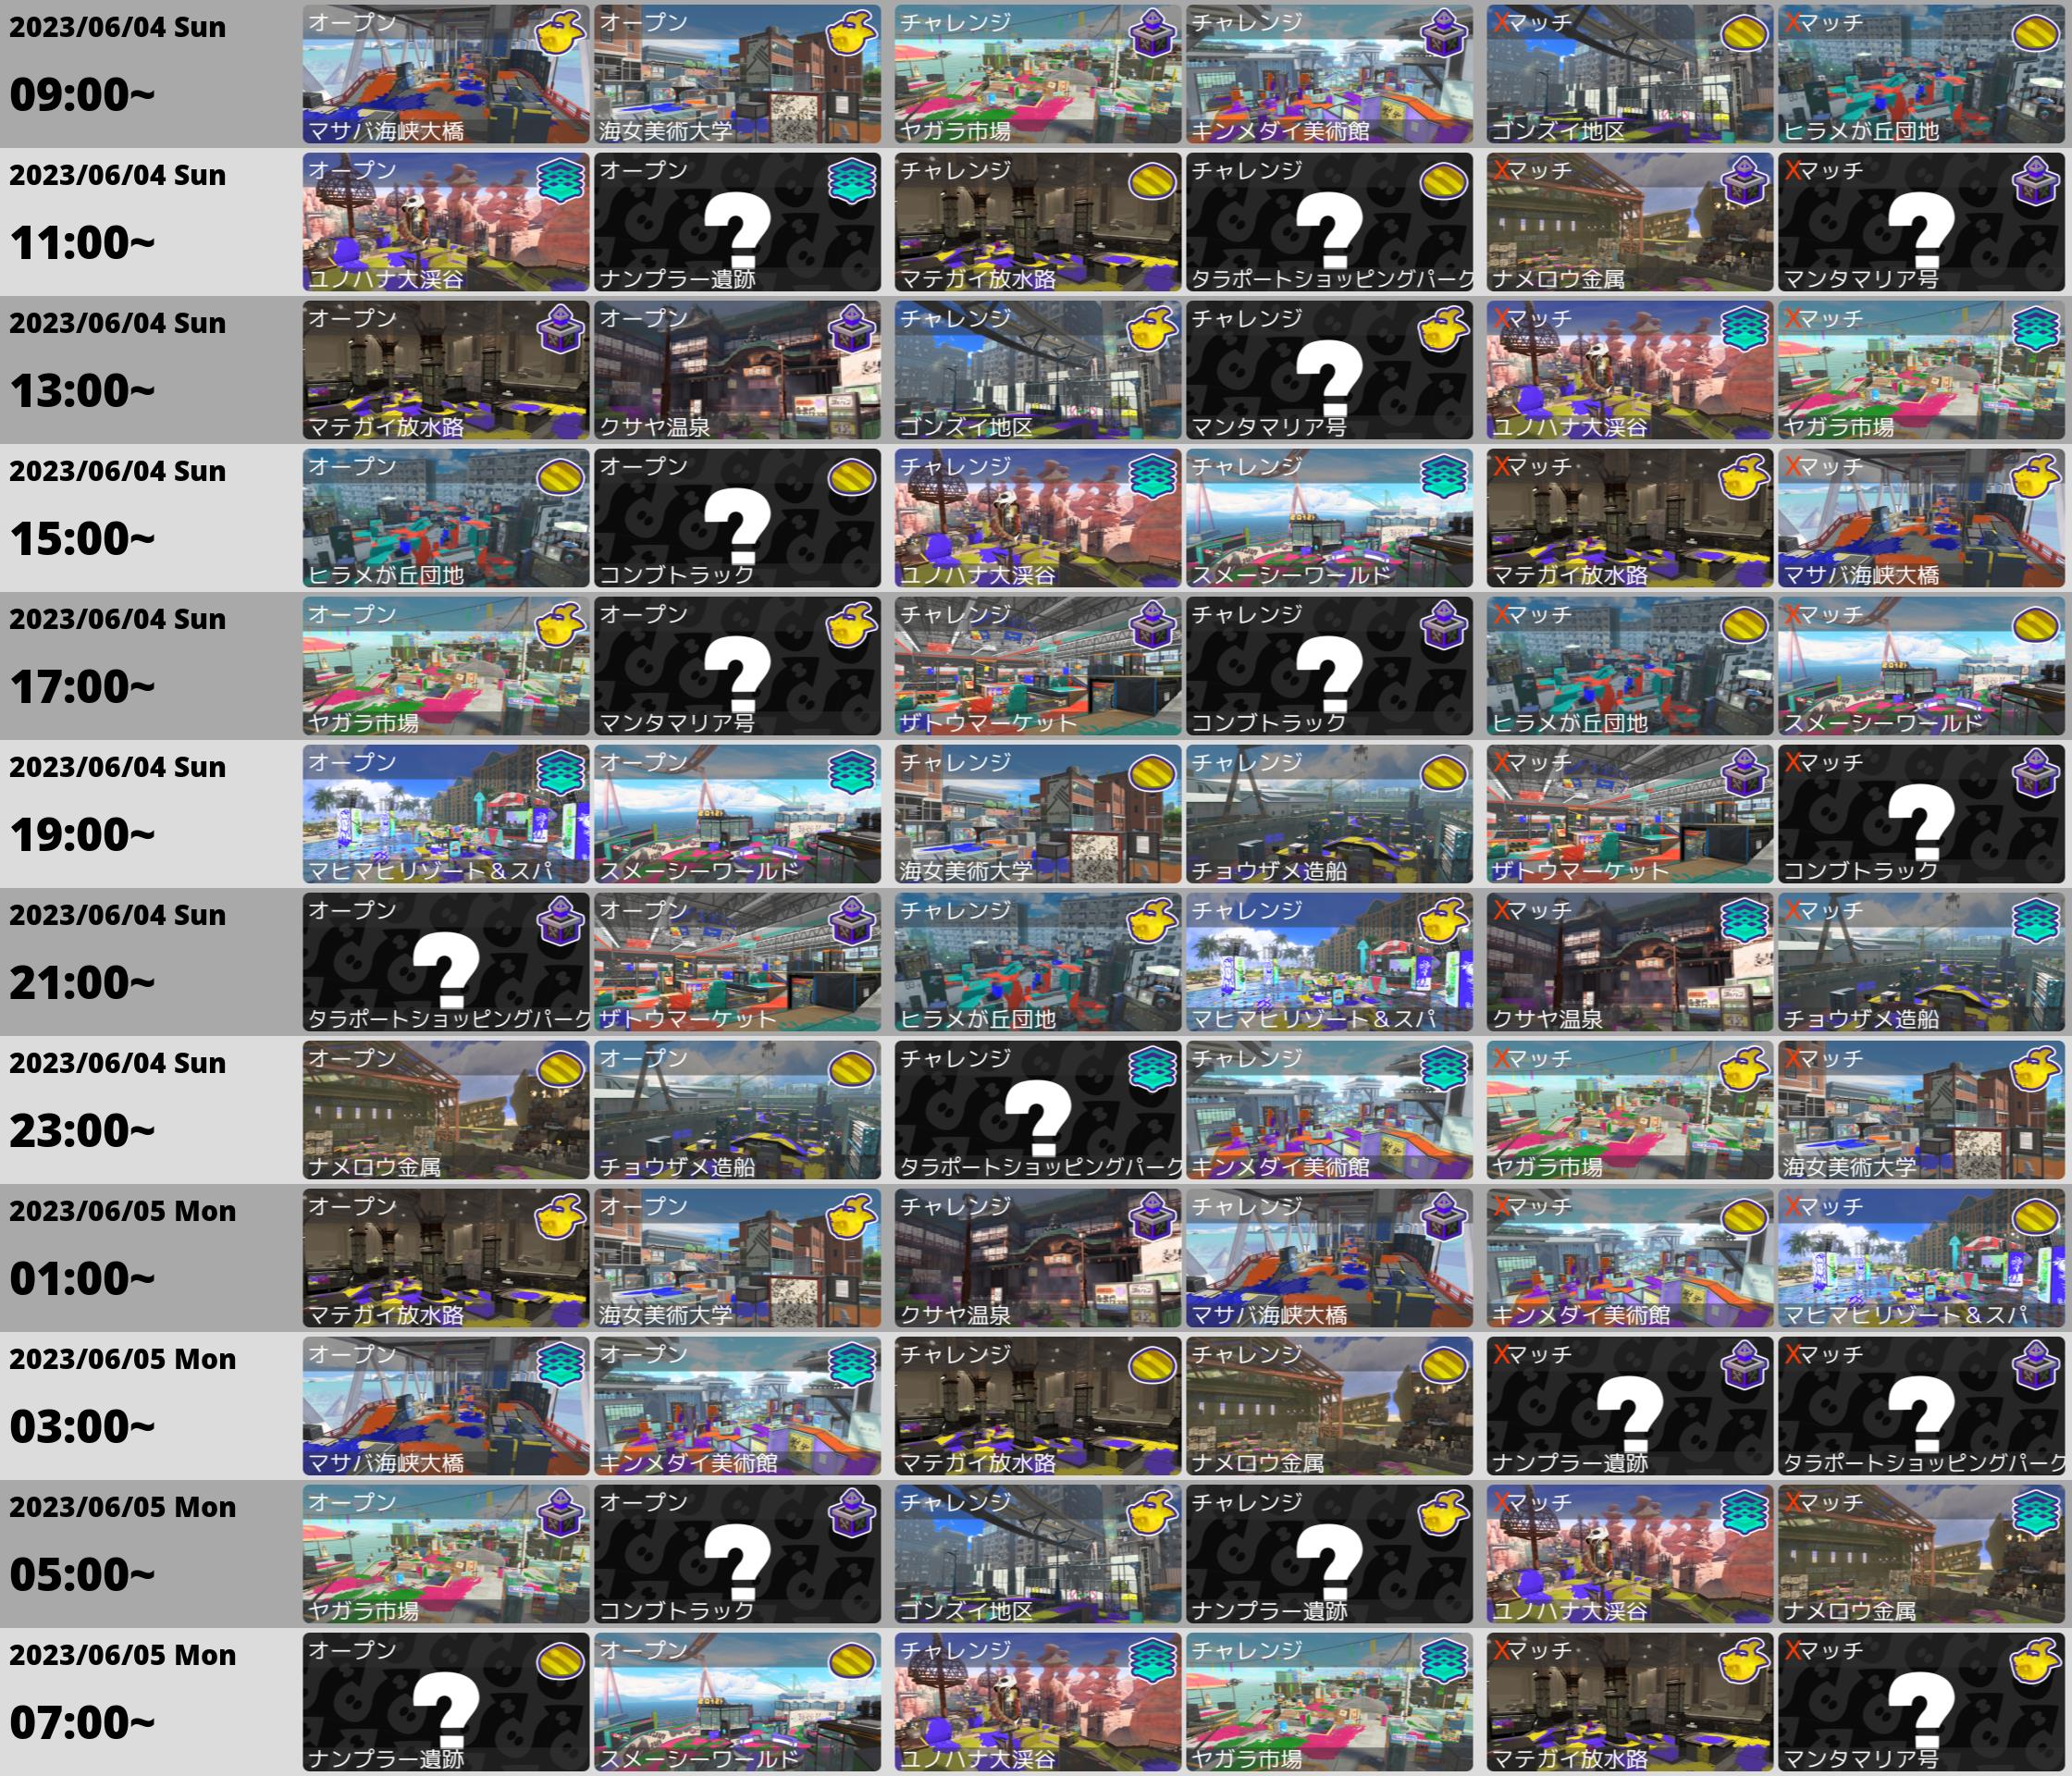 2023/06/04 Sun
09:00~
オープン オープン チャレンジ チャレンジ Xマッチ Xマッチ
マサバ海峡大橋 海女美術大学 ヤガラ市場 キンメダイ美術館 ゴンズイ地区 ヒラメが丘団地
2023/06/04 Sun
11:00~
オープン オープン チャレンジ チャレンジ Xマッチ Xマッチ
ユノハナ大渓谷 ナンプラー遺跡 マテガイ放水路 タラポートショッピングパーク ナメロウ金属 マンタマリア号
2023/06/04 Sun
13:00~
オープン オープン チャレンジ チャレンジ Xマッチ Xマッチ
マテガイ放水路 クサヤ温泉 ゴンズイ地区 マンタマリア号 ユノハナ大渓谷 ヤガラ市場
2023/06/04 Sun
15:00~
オープン オープン チャレンジ チャレンジ Xマッチ Xマッチ
ヒラメが丘団地 コンブトラック ユノハナ大渓谷 スメーシーワールド マテガイ放水路 マサバ海峡大橋
2023/06/04 Sun
17:00~
オープン オープン チャレンジ チャレンジ Xマッチ Xマッチ
ヤガラ市場 マンタマリア号 ザトウマーケット コンブトラック ヒラメが丘団地 スメーシーワールド
2023/06/04 Sun
19:00~
オープン オープン チャレンジ チャレンジ Xマッチ Xマッチ
マヒマヒリゾート＆スパ スメーシーワールド 海女美術大学 チョウザメ造船 ザトウマーケット コンブトラック
2023/06/04 Sun
21:00~
オープン オープン チャレンジ チャレンジ Xマッチ Xマッチ
タラポートショッピングパーク ザトウマーケット ヒラメが丘団地 マヒマヒリゾート＆スパ クサヤ温泉 チョウザメ造船
2023/06/04 Sun
23:00~
オープン オープン チャレンジ チャレンジ Xマッチ Xマッチ
ナメロウ金属 チョウザメ造船 タラポートショッピングパーク キンメダイ美術館 ヤガラ市場 海女美術大学
2023/06/05 Mon
01:00~
オープン オープン チャレンジ チャレンジ Xマッチ Xマッチ
マテガイ放水路 海女美術大学 クサヤ温泉 マサバ海峡大橋 キンメダイ美術館 マヒマヒリゾート＆スパ
2023/06/05 Mon
03:00~
オープン オープン チャレンジ チャレンジ Xマッチ Xマッチ
マサバ海峡大橋 キンメダイ美術館 マテガイ放水路 ナメロウ金属 ナンプラー遺跡 タラポートショッピングパーク
2023/06/05 Mon
05:00~
オープン オープン チャレンジ チャレンジ Xマッチ Xマッチ
ヤガラ市場 コンブトラック ゴンズイ地区 ナンプラー遺跡 ユノハナ大渓谷 ナメロウ金属
2023/06/05 Mon
07:00~
オープン オープン チャレンジ チャレンジ Xマッチ Xマッチ
ナンプラー遺跡 スメーシーワールド ユノハナ大渓谷 ヤガラ市場 マテガイ放水路 マンタマリア号